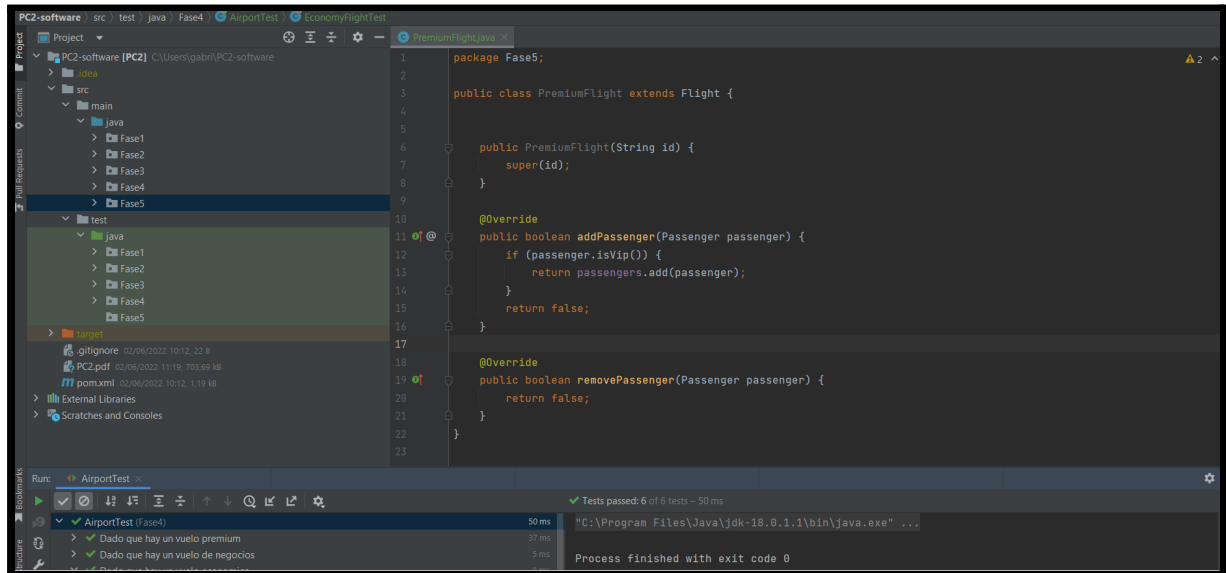 PC2-software › src › test › java › Fase4 › AirportTest › EconomyFlightTest
Project
PremiumFlight.java
Project
Commit
Pull Requests
PC2-software [PC2] C:\Users\gabri\PC2-software
.idea
src
main
java
Fase1
Fase2
Fase3
Fase4
Fase5
test
java
Fase1
Fase2
Fase3
Fase4
Fase5
target
.gitignore 02/06/2022 10:12, 22 B
PC2.pdf 02/06/2022 11:19, 703,69 kB
pom.xml 02/06/2022 10:12, 1,19 kB
External Libraries
Scratches and Consoles
2
1 package Fase5;
2
3 public class PremiumFlight extends Flight {
4
5
6 public PremiumFlight(String id) {
7 super(id);
8 }
9
10 @Override
11 @ public boolean addPassenger(Passenger passenger) {
12 if (passenger.isVip()) {
13 return passengers.add(passenger);
14 }
15 return false;
16 }
17
18 @Override
19 public boolean removePassenger(Passenger passenger) {
20 return false;
21 }
22 }
23
Bookmarks
Structure
Run: AirportTest
Tests passed: 6 of 6 tests – 50 ms
AirportTest (Fase4) 50 ms
Dado que hay un vuelo premium 37 ms
Dado que hay un vuelo de negocios 5 ms
Dado que hay un vuelo economico
"C:\Program Files\Java\jdk-18.0.1.1\bin\java.exe" ...
Process finished with exit code 0